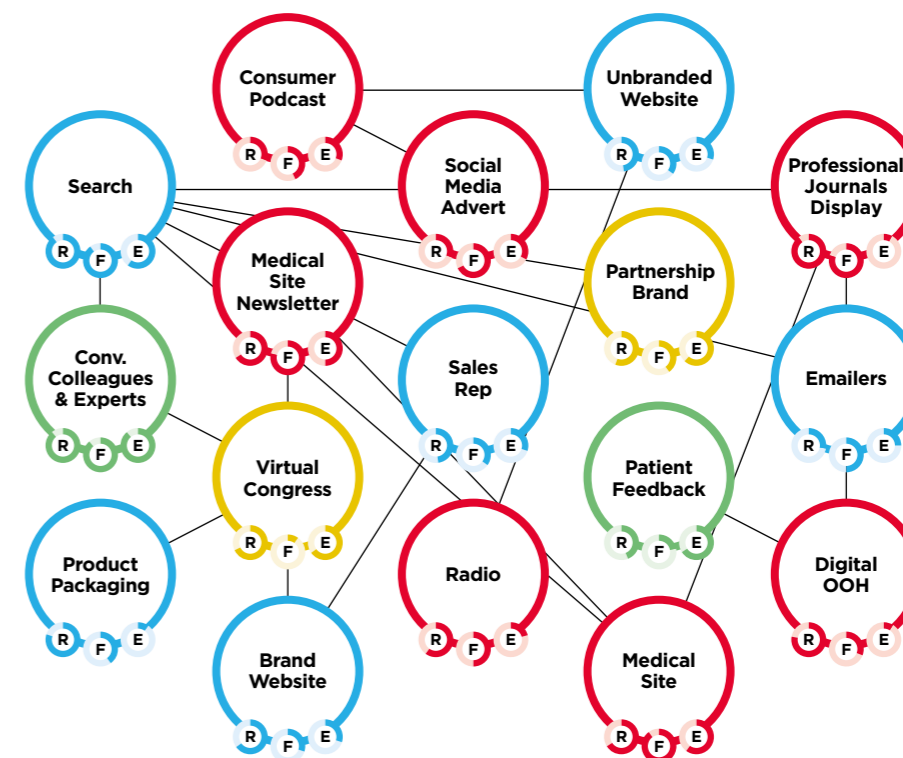 Consumer
Podcast
R F E
Unbranded
Website
R F E
Search
R F E
Social
Media
Advert
R F E
Professional
Journals
Display
R F E
Medical
Site
Newsletter
R F E
Partnership
Brand
R F E
Conv.
Colleagues
& Experts
R F E
Sales
Rep
R F E
Emailers
R F E
Virtual
Congress
R F E
Patient
Feedback
R F E
Product
Packaging
R F E
Radio
R F E
Digital
OOH
R F E
Brand
Website
R F E
Medical
Site
R F E